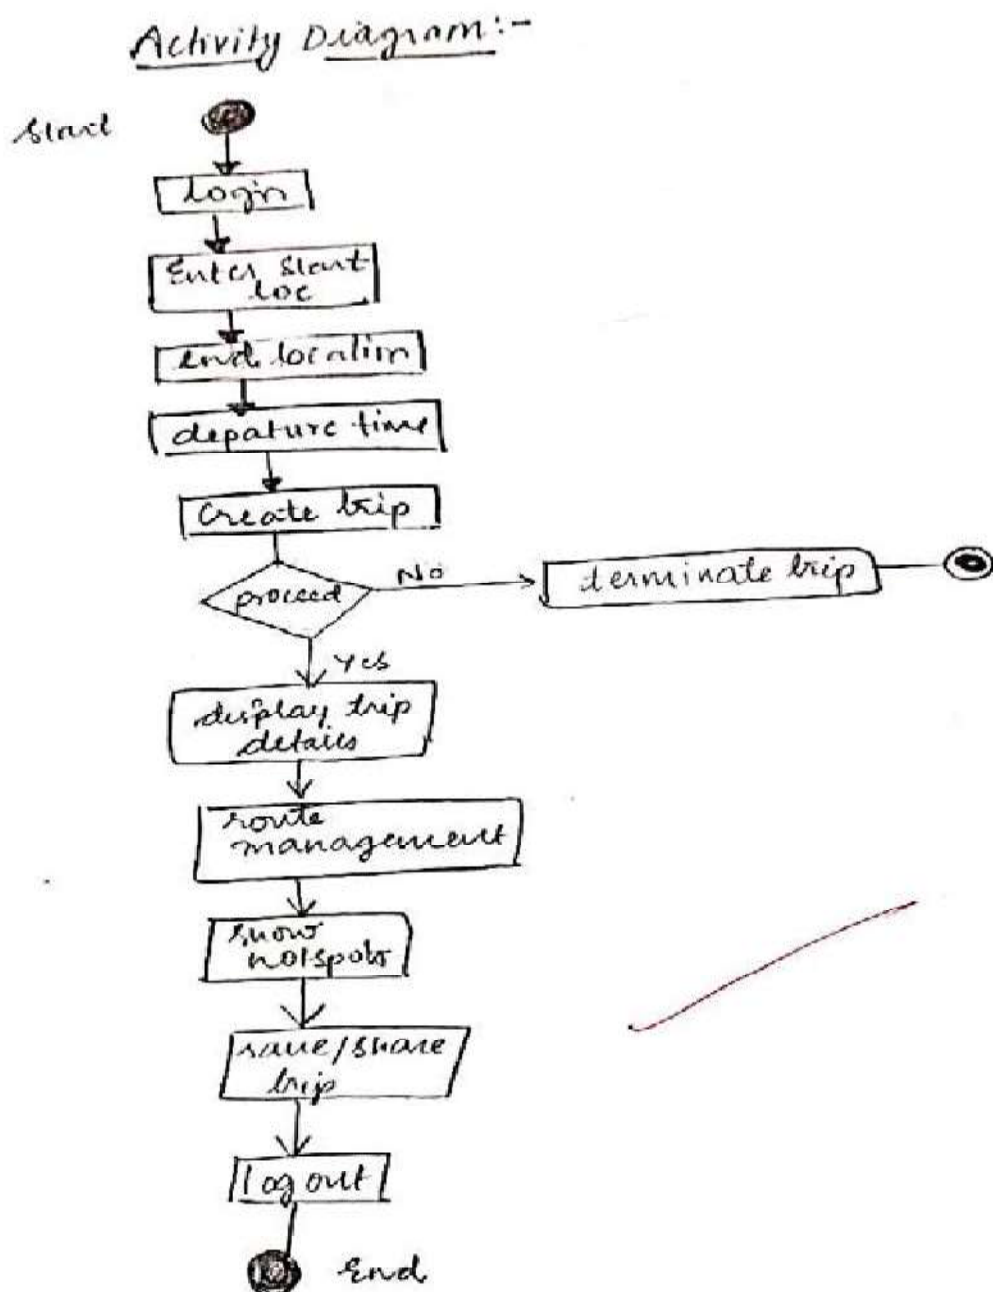 Activity Diagram:-
Start
login
Enter Start
loc
end location
depature time
Create trip
proceed
No
terminate trip
Yes
display trip
details
route
management
show
hotspots
save/share
trip
log out
End